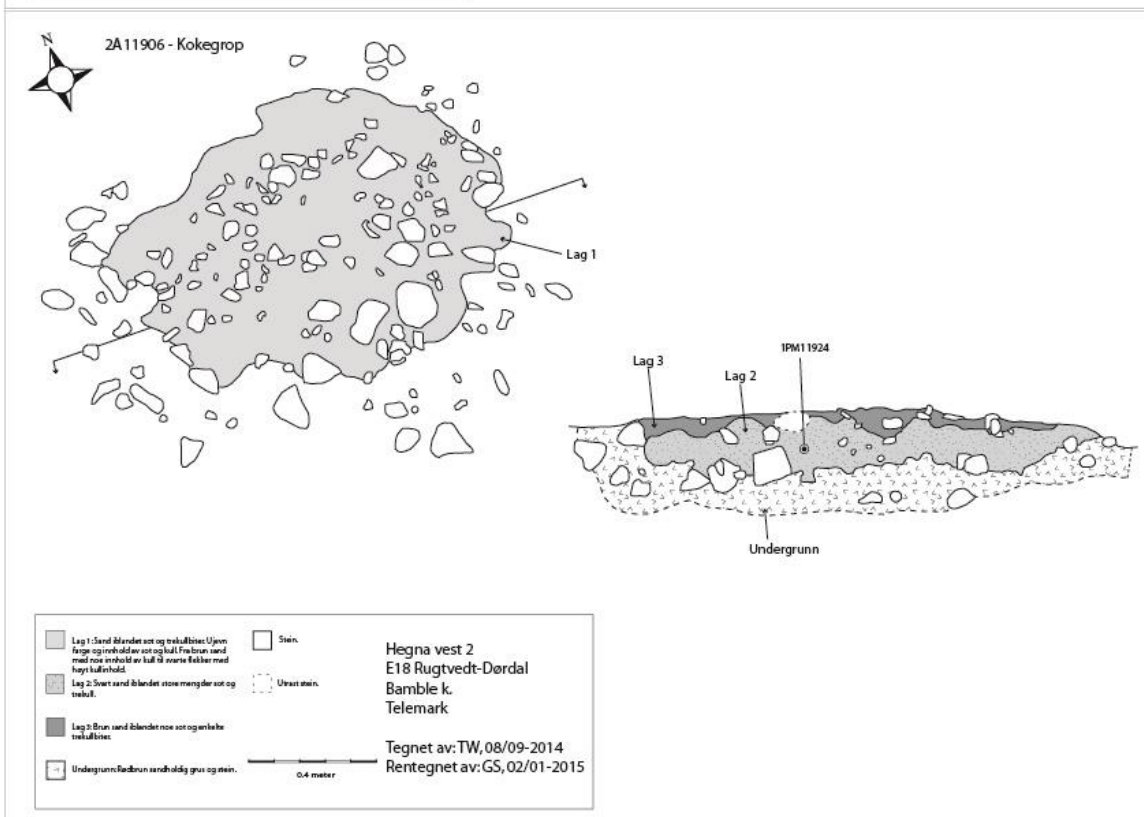 N
2A11906 - Kokegrop
Lag 1
1PM11924
Lag 3
Lag 2
Undergrunn
Lag 1: Sand iblandet sot og trekullbiter. Ujevn
farge og innhold av sot og kull. Fra brun sand
med noe innhold av kull til svarte flekker med
høyt kullinhold.
Stein.
Lag 2: Svart sand iblandet store mengder sot og
trekull.
Utrast stein.
Lag 3: Brun sand iblandet noe sot og enkelte
trekullbiter.
Undergrunn: Rødbrun sandholdig grus og stein.
0.4 meter
Hegna vest 2
E18 Rugtvedt-Dørdal
Bamble k.
Telemark
Tegnet av: TW, 08/09-2014
Rentegnet av: GS, 02/01-2015